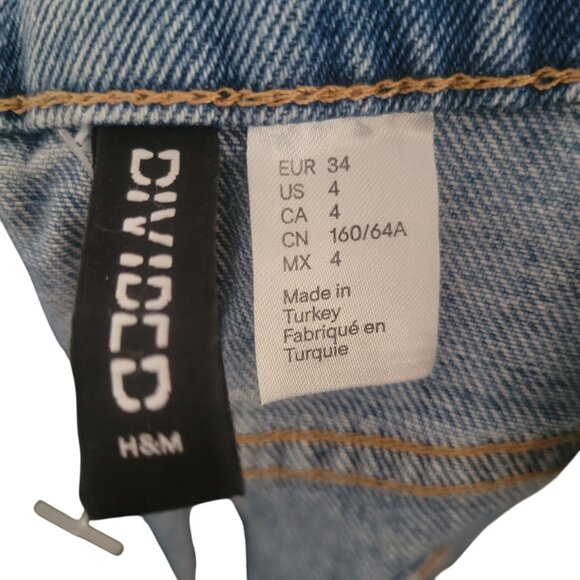 DIVIDED
H&M
EUR 34
US 4
CA 4
CN 160/64A
MX 4
Made in
Turkey
Fabriqué en
Turquie